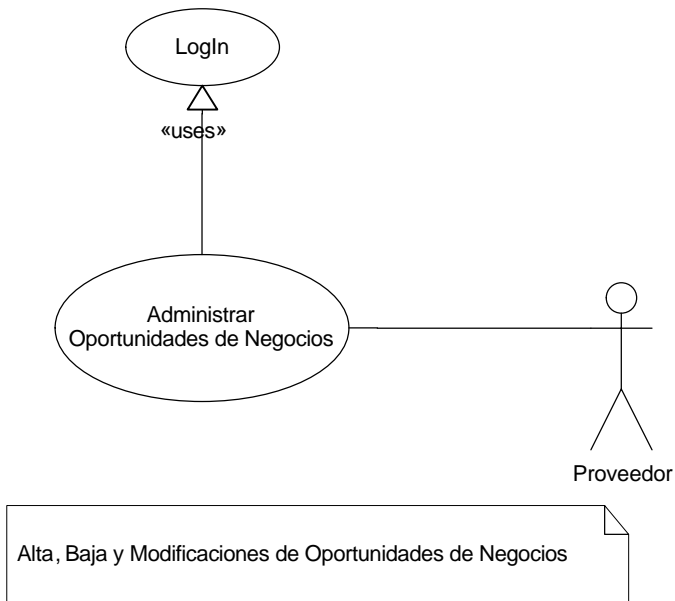 LogIn
«uses»
Administrar
Oportunidades de Negocios
Proveedor
Alta, Baja y Modificaciones de Oportunidades de Negocios